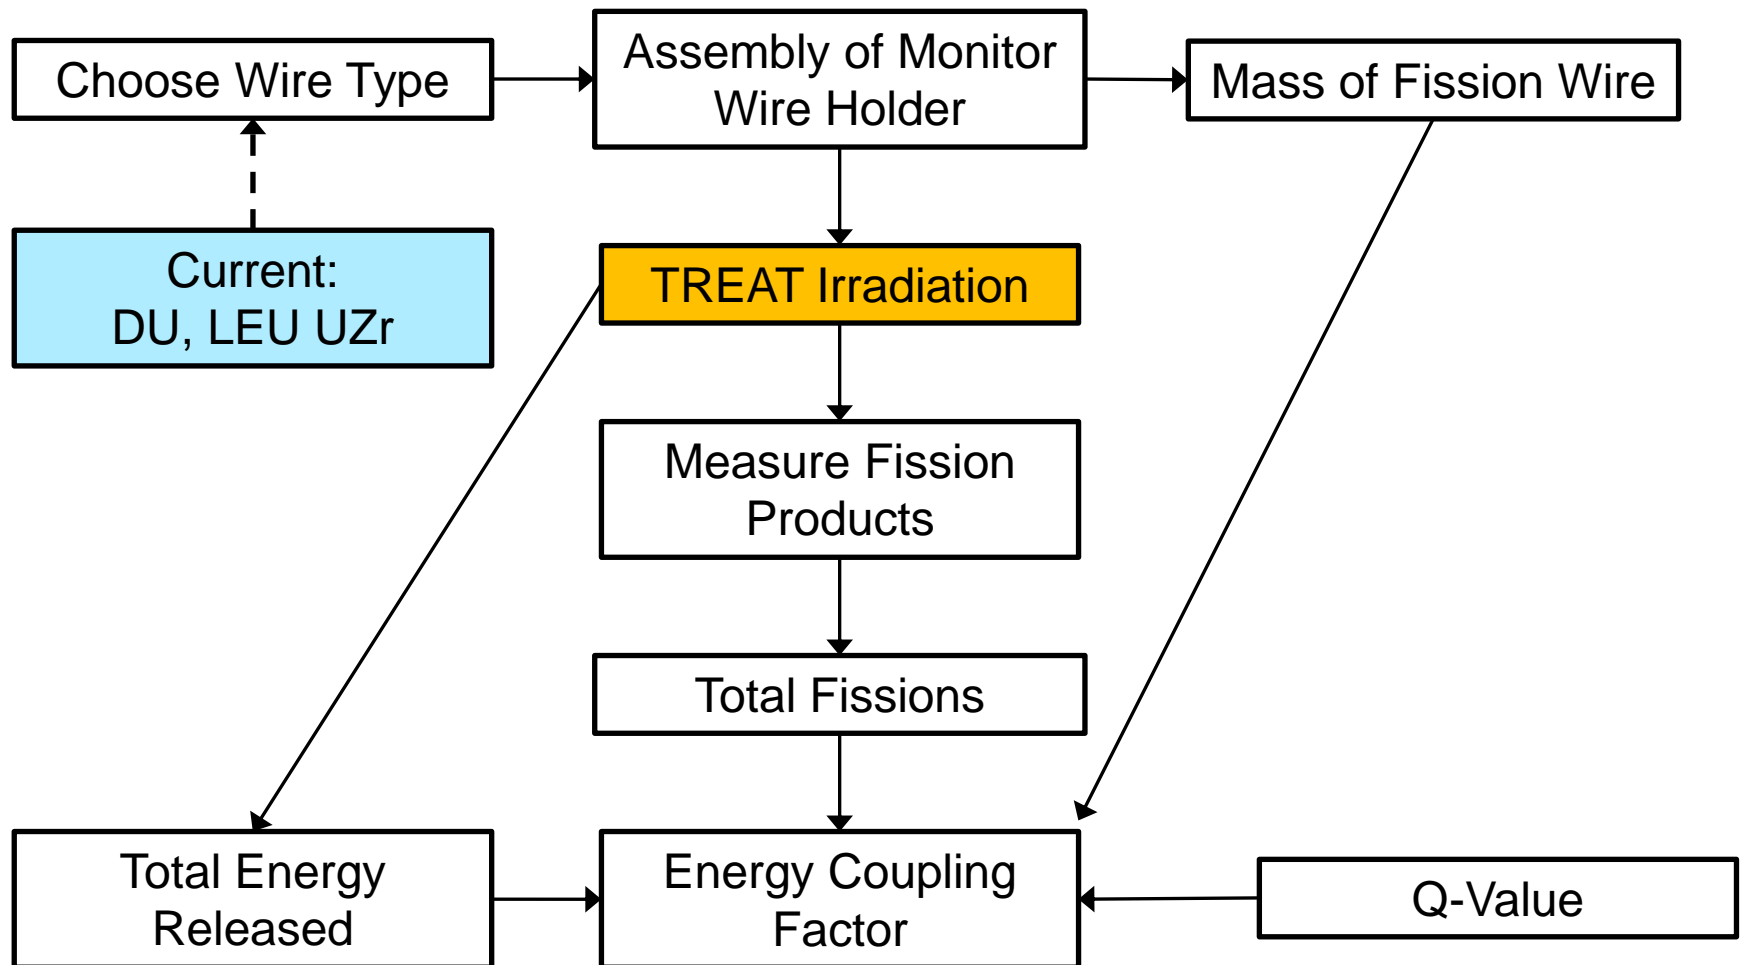 Choose Wire Type
Assembly of Monitor
Wire Holder
Mass of Fission Wire
Current:
DU, LEU UZr
TREAT Irradiation
Measure Fission
Products
Total Fissions
Total Energy
Released
Energy Coupling
Factor
Q-Value